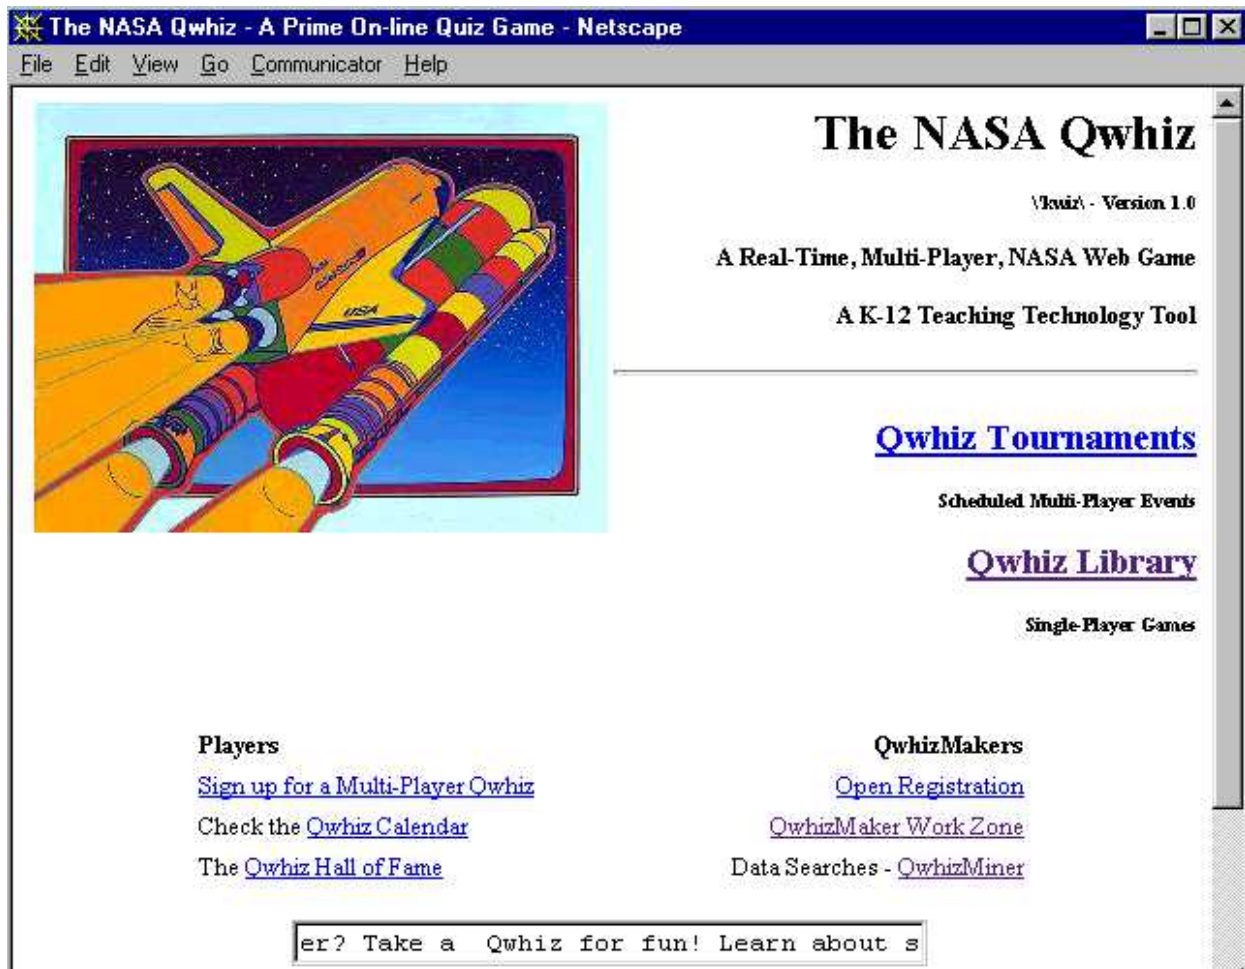 The NASA Qwhiz - A Prime On-line Quiz Game - Netscape
File Edit View Go Communicator Help
The NASA Qwhiz
\'kwiz\ - Version 1.0
A Real-Time, Multi-Player, NASA Web Game
A K-12 Teaching Technology Tool
USA
Qwhiz Tournaments
Scheduled Multi-Player Events
Qwhiz Library
Single-Player Games
Players
Sign up for a Multi-Player Qwhiz
Check the Qwhiz Calendar
The Qwhiz Hall of Fame
QwhizMakers
Open Registration
QwhizMaker Work Zone
Data Searches - QwhizMiner
er? Take a  Qwhiz for fun! Learn about s